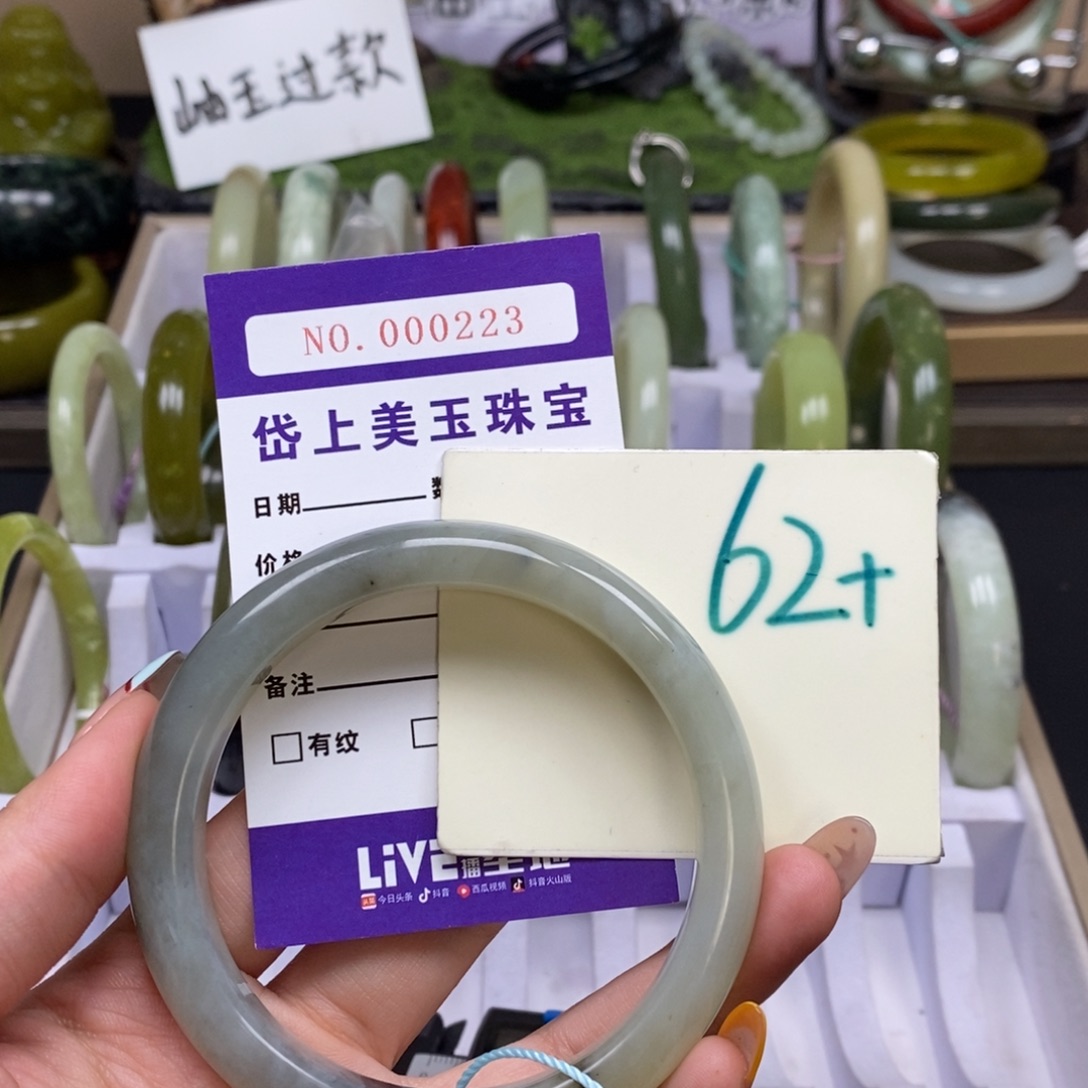 岫玉过款
NO.000223
岱上美玉珠宝
日期
价格
62+
备注
有纹
LiVE
今日头条 抖音 西瓜视频 抖音火山版